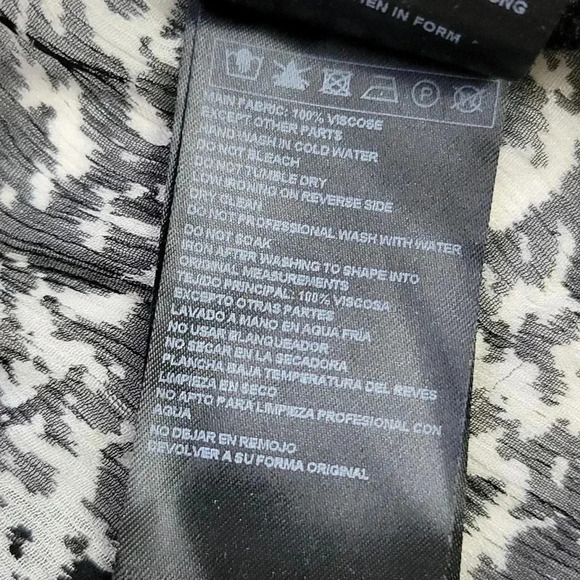 EN IN FORM
P
MAIN FABRIC: 100% VISCOSE
EXCEPT OTHER PARTS
HAND WASH IN COLD WATER
DO NOT BLEACH
DO NOT TUMBLE DRY
LOW IRONING ON REVERSE SIDE
DRY CLEAN
DO NOT PROFESSIONAL WASH WITH WATER
DO NOT SOAK
IRON AFTER WASHING TO SHAPE INTO
ORIGINAL MEASUREMENTS
TEJIDO PRINCIPAL: 100% VISCOSA
EXCEPTO OTRAS PARTES
LAVADO A MANO EN AGUA FRÍA
NO USAR BLANQUEADOR
NO SECAR EN LA SECADORA
PLANCHA BAJA TEMPERATURA DEL REVES
LIMPIEZA EN SECO
NO APTO PARA LIMPIEZA PROFESIONAL CON
AGUA
NO DEJAR EN REMOJO
DEVOLVER A SU FORMA ORIGINAL